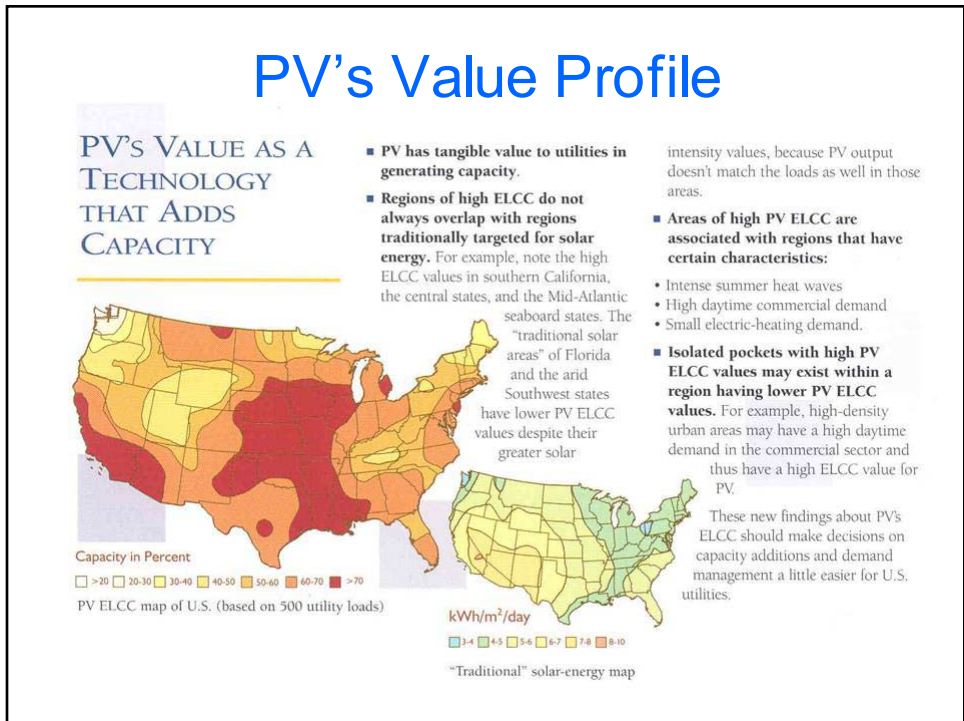 PV's Value Profile
PV'S VALUE AS A
TECHNOLOGY
THAT ADDS
CAPACITY
■ PV has tangible value to utilities in
generating capacity.
■ Regions of high ELCC do not
always overlap with regions
traditionally targeted for solar
energy. For example, note the high
ELCC values in southern California,
the central states, and the Mid-Atlantic
seaboard states. The
"traditional solar
areas" of Florida
and the arid
Southwest states
have lower PV ELCC
values despite their
greater solar
intensity values, because PV output
doesn't match the loads as well in those
areas.
■ Areas of high PV ELCC are
associated with regions that have
certain characteristics:
• Intense summer heat waves
• High daytime commercial demand
• Small electric-heating demand.
■ Isolated pockets with high PV
ELCC values may exist within a
region having lower PV ELCC
values. For example, high-density
urban areas may have a high daytime
demand in the commercial sector and
thus have a high ELCC value for
PV.
These new findings about PV's
ELCC should make decisions on
capacity additions and demand
management a little easier for U.S.
utilities.
Capacity in Percent
>20 20-30 30-40 40-50 50-60 60-70 >70
PV ELCC map of U.S. (based on 500 utility loads)
kWh/m²/day
3-4 4-5 5-6 6-7 7-8 8-10
"Traditional" solar-energy map